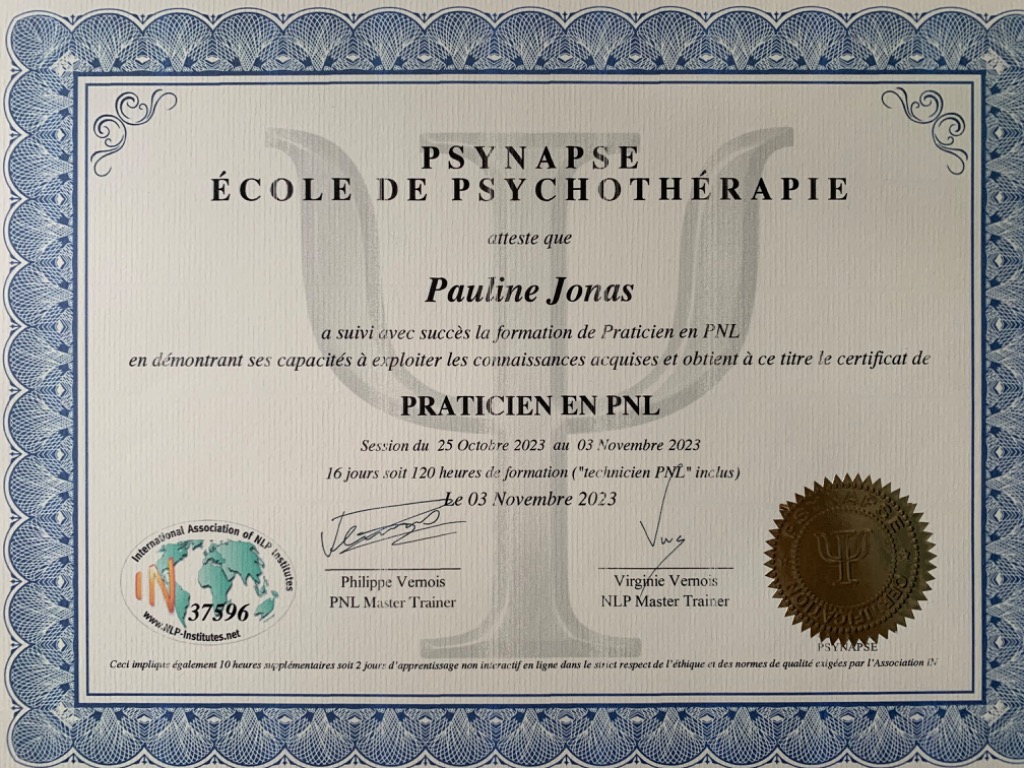 PSYNAPSE
ÉCOLE DE PSYCHOTHÉRAPIE
atteste que
Pauline Jonas
a suivi avec succès la formation de Praticien en PNL
en démontrant ses capacités à exploiter les connaissances acquises et obtient à ce titre le certificat de
PRATICIEN EN PNL
Session du 25 Octobre 2023 au 03 Novembre 2023
16 jours soit 120 heures de formation ("technicien PNL" inclus)
Le 03 Novembre 2023
International Association of NLP Institutes
IN
37596
www.NLP-Institutes.net
Philippe Vernois
PNL Master Trainer
Virginie Vernois
NLP Master Trainer
PSYNAPSE
CERTIFICATION
PSYNAPSE
Ceci implique également 10 heures supplémentaires soit 2 jours d'apprentissage non interactif en ligne dans le strict respect de l'éthique et des normes de qualité exigées par l'Association IN